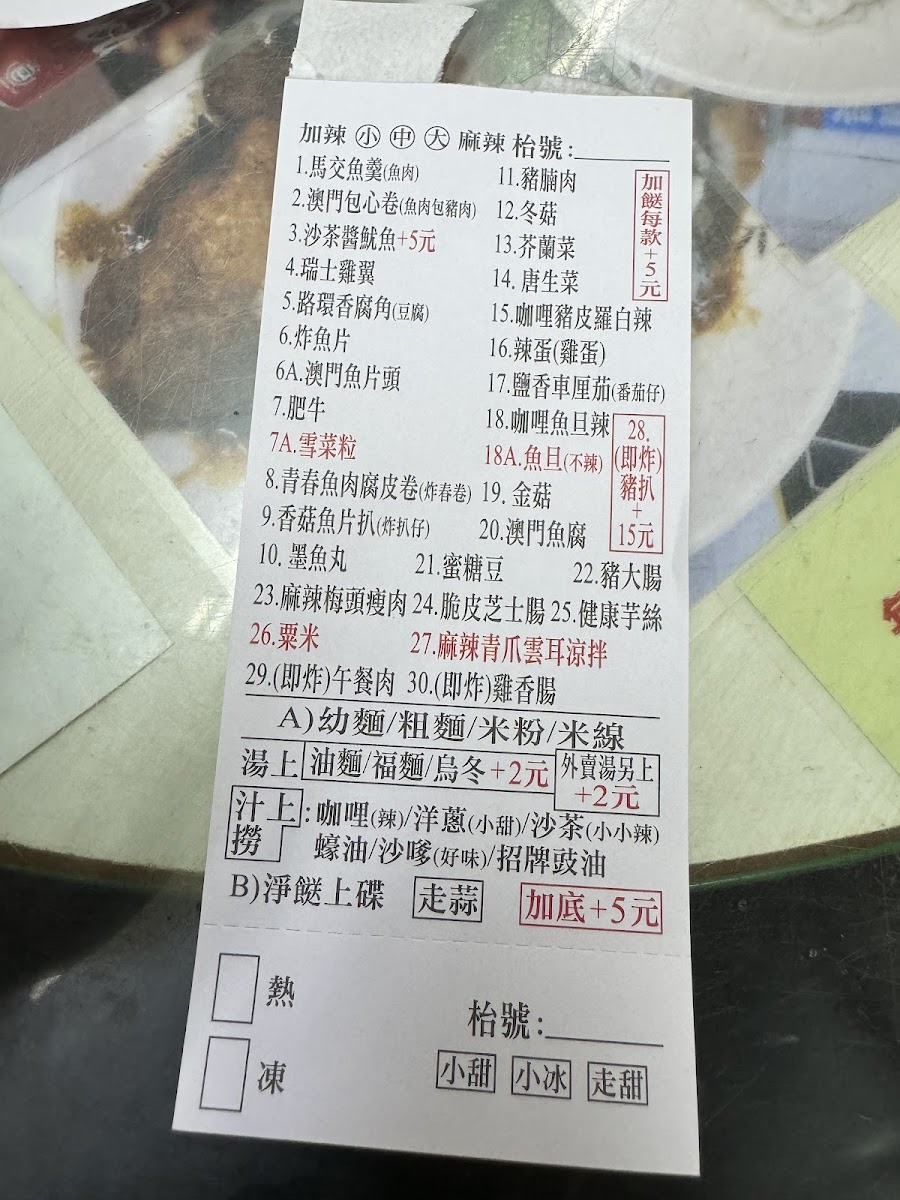 加辣 小 中 大 麻辣 枱號:
1.馬交魚羹(魚肉) 11.豬腩肉
2.澳門包心卷(魚肉包豬肉) 12.冬菇
3.沙茶醬魷魚+5元 13.芥蘭菜
4.瑞士雞翼 14.唐生菜
5.路環香腐角(豆腐) 15.咖哩豬皮羅白辣
6.炸魚片 16.辣蛋(雞蛋)
6A.澳門魚片頭 17.鹽香車厘茄(番茄仔)
7.肥牛 18.咖哩魚旦辣
7A.雪菜粒 18A.魚旦(不辣)
8.青春魚肉腐皮卷(炸春卷) 19.金菇
9.香菇魚片扒(炸扒仔) 20.澳門魚腐
加餸每款+5元
28.
(即炸)
豬扒
+
15元
10.墨魚丸 21.蜜糖豆 22.豬大腸
23.麻辣梅頭瘦肉 24.脆皮芝士腸 25.健康芋絲
26.粟米 27.麻辣青爪雲耳涼拌
29.(即炸)午餐肉 30.(即炸)雞香腸
A)幼麵/粗麵/米粉/米線
湯上 油麵/福麵/烏冬+2元
外賣湯另上
+2元
汁上
撈
:咖哩(辣)/洋蔥(小甜)/沙茶(小小辣)
蠔油/沙嗲(好味)/招牌豉油
B)淨餸上碟 走蒜 加底+5元
熱
枱號:
凍 小甜 小冰 走甜